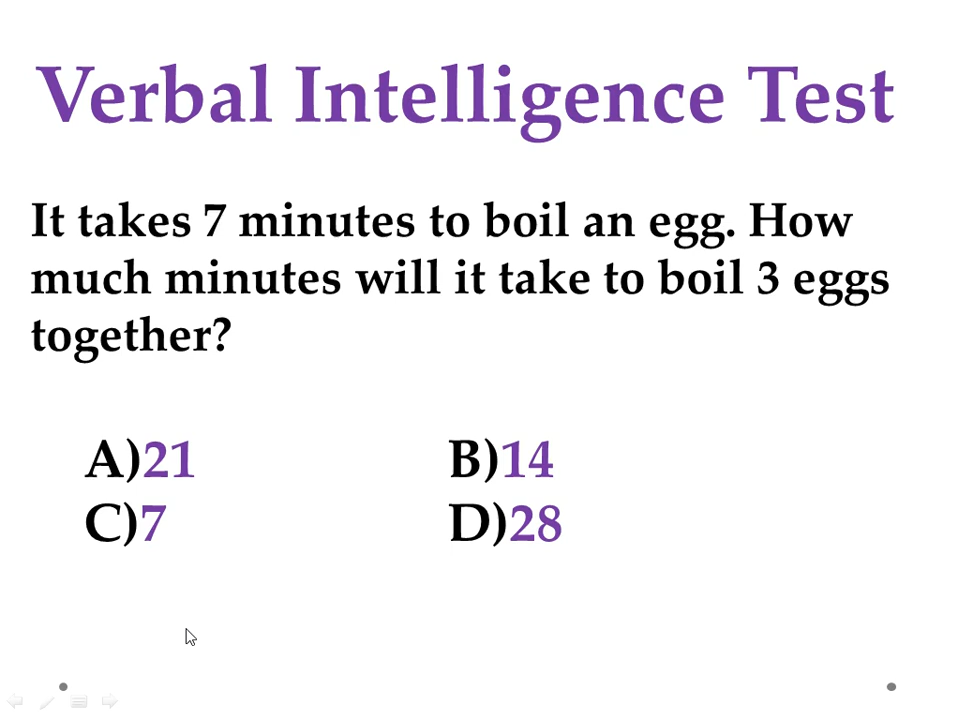 Verbal Intelligence Test
It takes 7 minutes to boil an egg. How
much minutes will it take to boil 3 eggs
together?
A)21 B)14
C)7 D)28